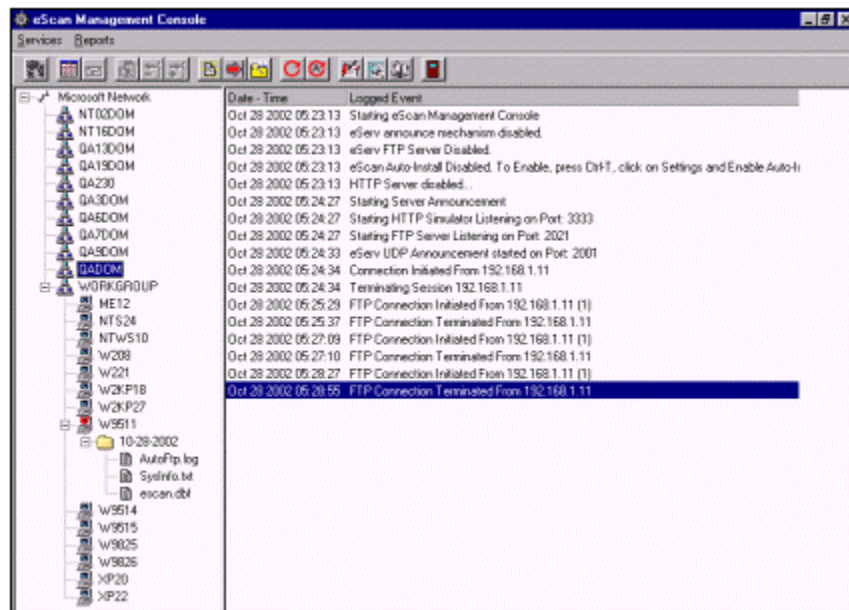 eScan Management Console
Services Reports
Microsoft Network
NT02DOM
NT16DOM
QA13DOM
QA19DOM
QA230
QA3DOM
QA6DOM
QA7DOM
QA9DOM
QADOM
WORKGROUP
ME12
NTS24
NTWS10
W208
W221
W2KP18
W2KP27
W9511
10-28-2002
AutoFtp.log
SysInfo.txt
escan.dbf
W9514
W9515
W9825
W9826
XP20
XP22
Date - Time Logged Event
Oct 28 2002 05:23:13 Starting eScan Management Console
Oct 28 2002 05:23:13 eServ announce mechanism disabled.
Oct 28 2002 05:23:13 eServ FTP Server Disabled.
Oct 28 2002 05:23:13 eScan Auto-Install Disabled. To Enable, press Ctrl-T, click on Settings and Enable Auto-I
Oct 28 2002 05:23:13 HTTP Server disabled...
Oct 28 2002 05:24:27 Starting Server Announcement
Oct 28 2002 05:24:27 Starting HTTP Simulator Listening on Port: 3333
Oct 28 2002 05:24:27 Starting FTP Server Listening on Port: 2021
Oct 28 2002 05:24:33 eServ UDP Announcement started on Port: 2001
Oct 28 2002 05:24:34 Connection Initiated From 192.168.1.11
Oct 28 2002 05:24:34 Terminating Session 192.168.1.11
Oct 28 2002 05:25:29 FTP Connection Initiated From 192.168.1.11 (1)
Oct 28 2002 05:25:37 FTP Connection Terminated From 192.168.1.11
Oct 28 2002 05:27:09 FTP Connection Initiated From 192.168.1.11 (1)
Oct 28 2002 05:27:10 FTP Connection Terminated From 192.168.1.11
Oct 28 2002 05:28:27 FTP Connection Initiated From 192.168.1.11 (1)
Oct 28 2002 05:28:55 FTP Connection Terminated From 192.168.1.11